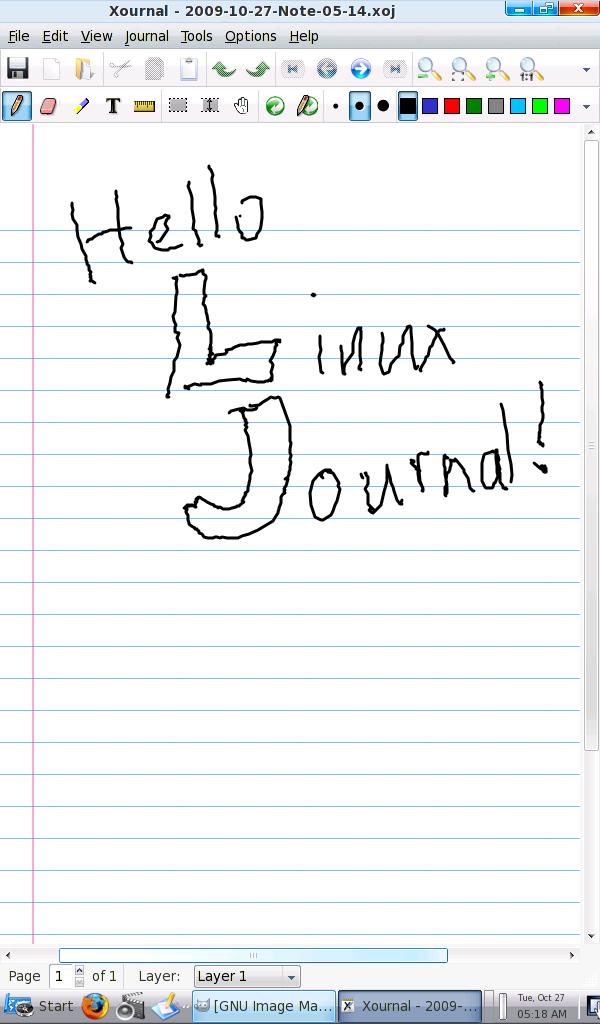 Xournal - 2009-10-27-Note-05-14.xoj
File Edit View Journal Tools Options Help
Hello
Linux
Journal!
Page 1 of 1 Layer: Layer 1
Start [GNU Image Ma... Xournal - 2009-... Tue, Oct 27
05:18 AM